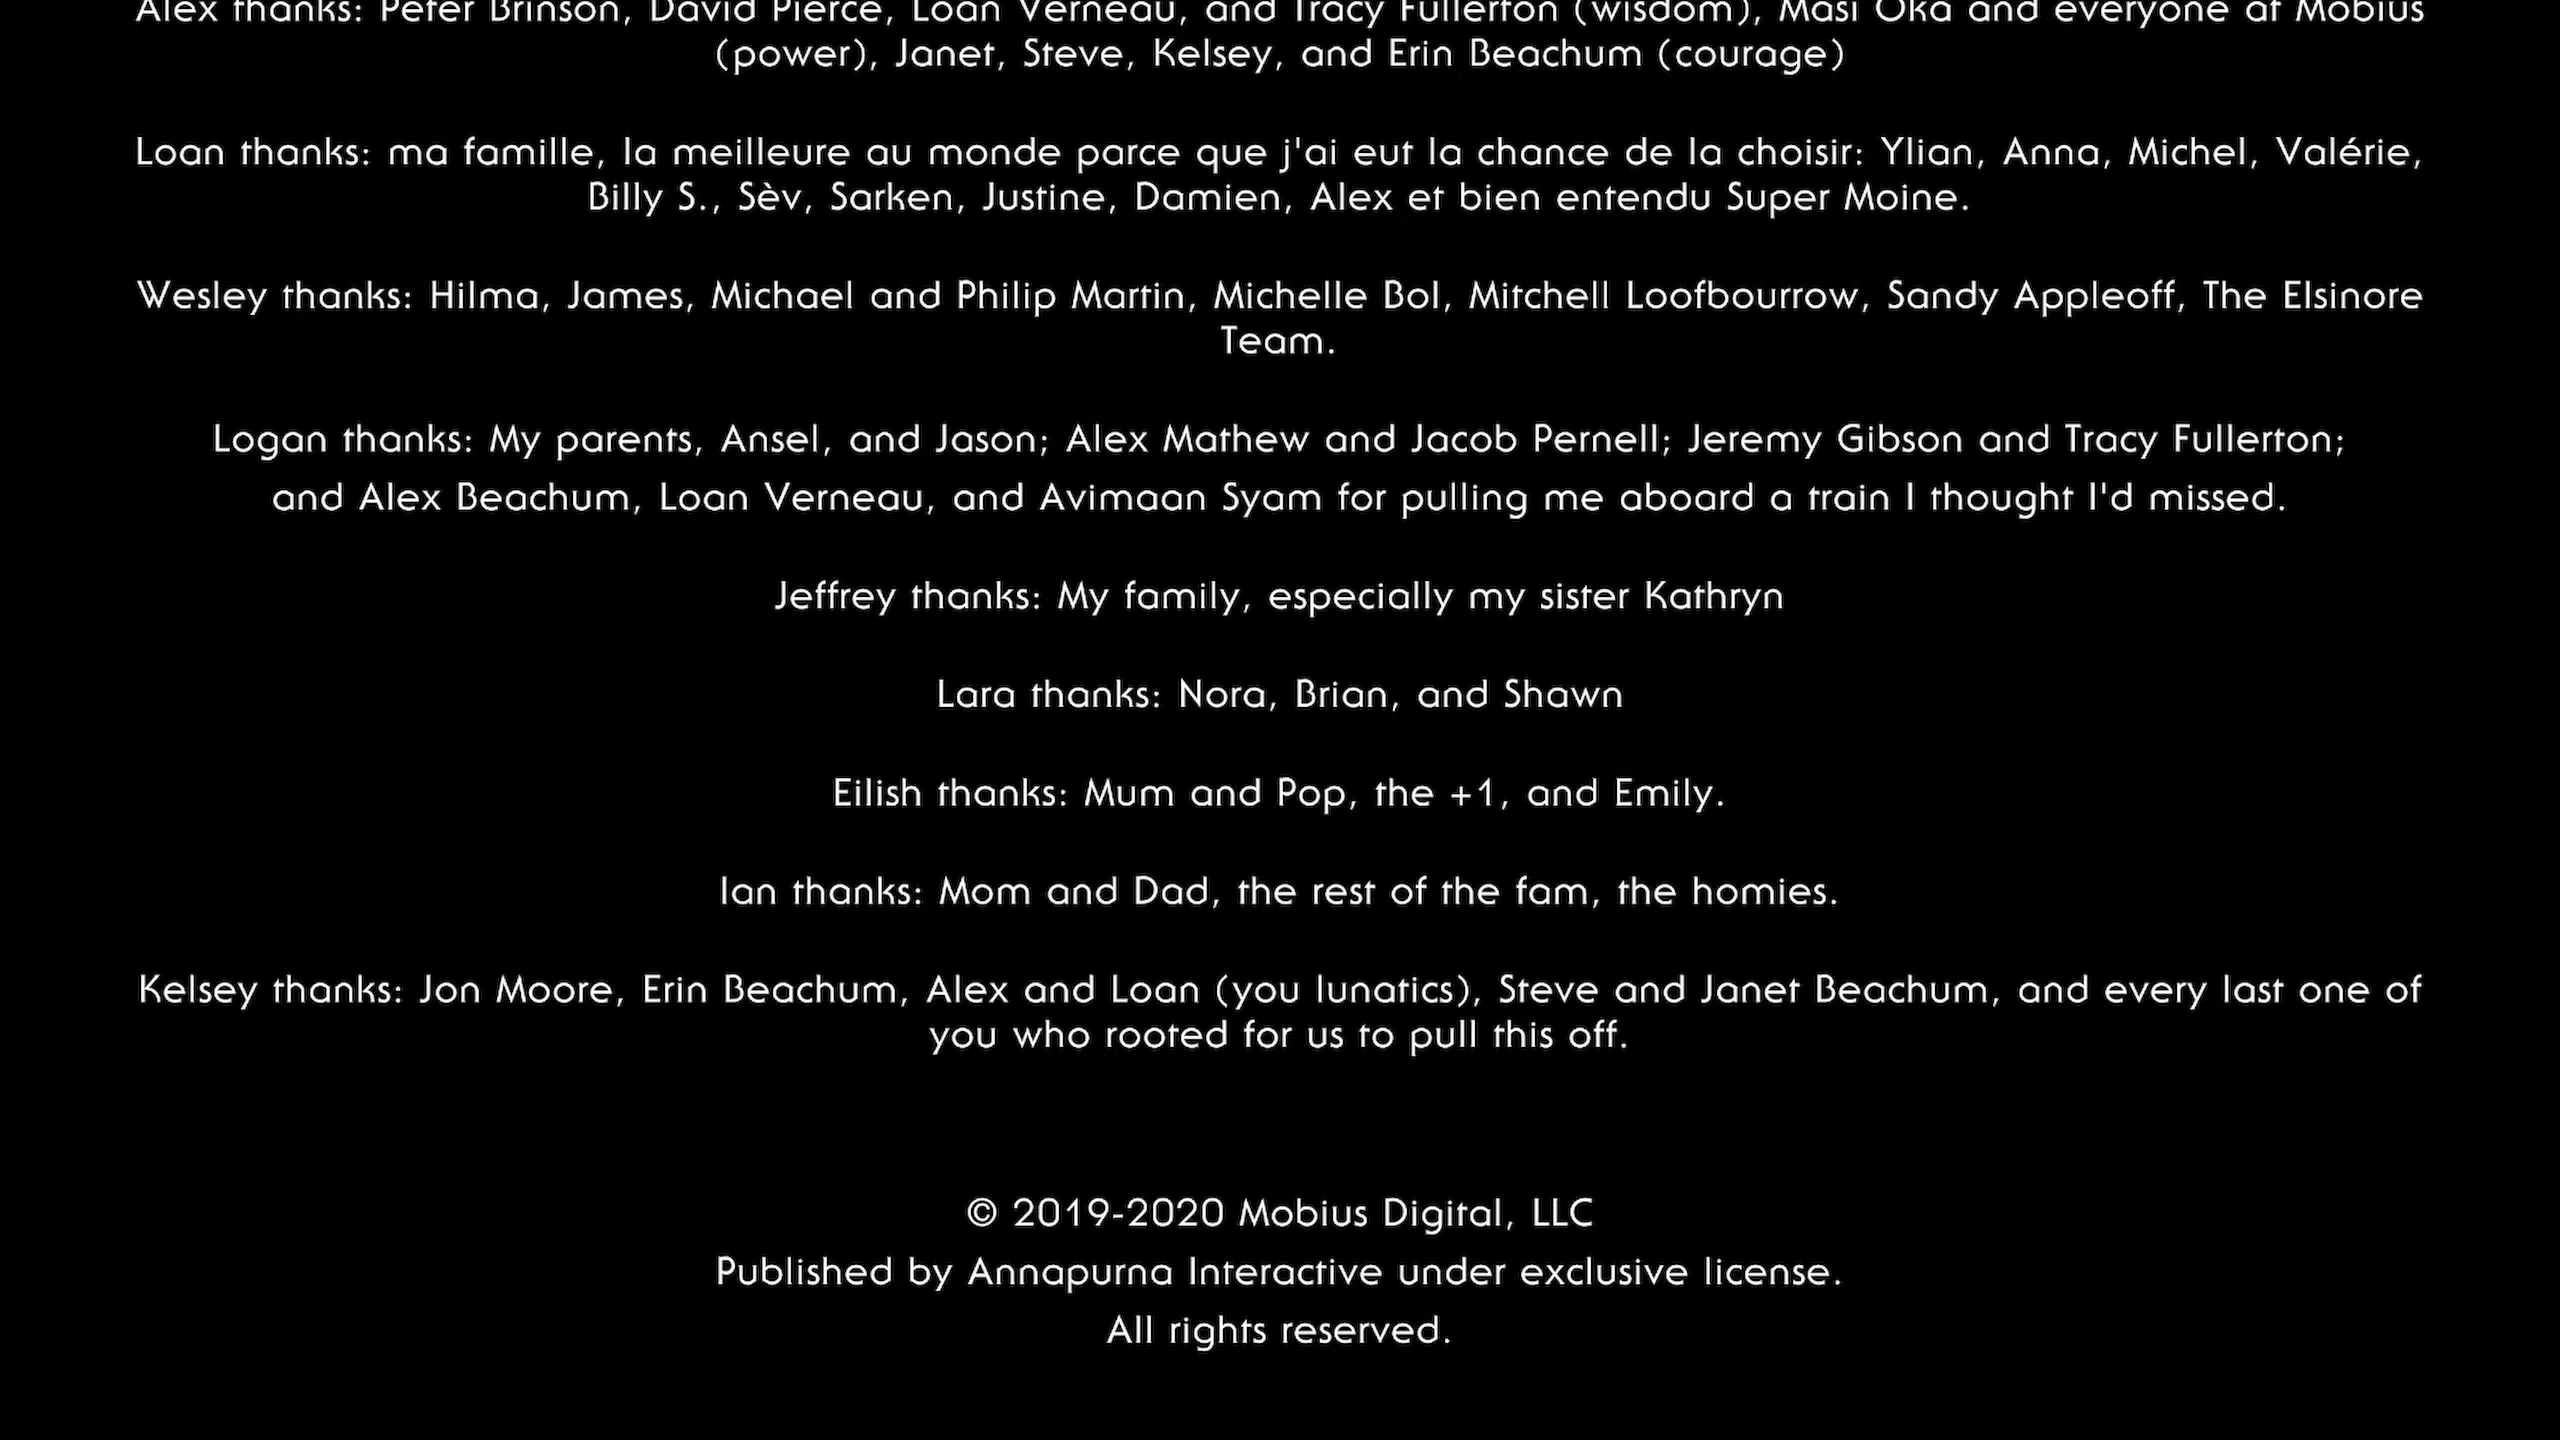 Alex thanks: Peter Brinson, David Pierce, Loan Verneau, and Tracy Fullerton (wisdom), Masi Oka and everyone at Mobius
(power), Janet, Steve, Kelsey, and Erin Beachum (courage)
Loan thanks: ma famille, la meilleure au monde parce que j'ai eut la chance de la choisir: Ylian, Anna, Michel, Valérie,
Billy S., Sèv, Sarken, Justine, Damien, Alex et bien entendu Super Moine.
Wesley thanks: Hilma, James, Michael and Philip Martin, Michelle Bol, Mitchell Loofbourrow, Sandy Appleoff, The Elsinore
Team.
Logan thanks: My parents, Ansel, and Jason; Alex Mathew and Jacob Pernell; Jeremy Gibson and Tracy Fullerton;
and Alex Beachum, Loan Verneau, and Avimaan Syam for pulling me aboard a train I thought I'd missed.
Jeffrey thanks: My family, especially my sister Kathryn
Lara thanks: Nora, Brian, and Shawn
Eilish thanks: Mum and Pop, the +1, and Emily.
Ian thanks: Mom and Dad, the rest of the fam, the homies.
Kelsey thanks: Jon Moore, Erin Beachum, Alex and Loan (you lunatics), Steve and Janet Beachum, and every last one of
you who rooted for us to pull this off.
© 2019-2020 Mobius Digital, LLC
Published by Annapurna Interactive under exclusive license.
All rights reserved.